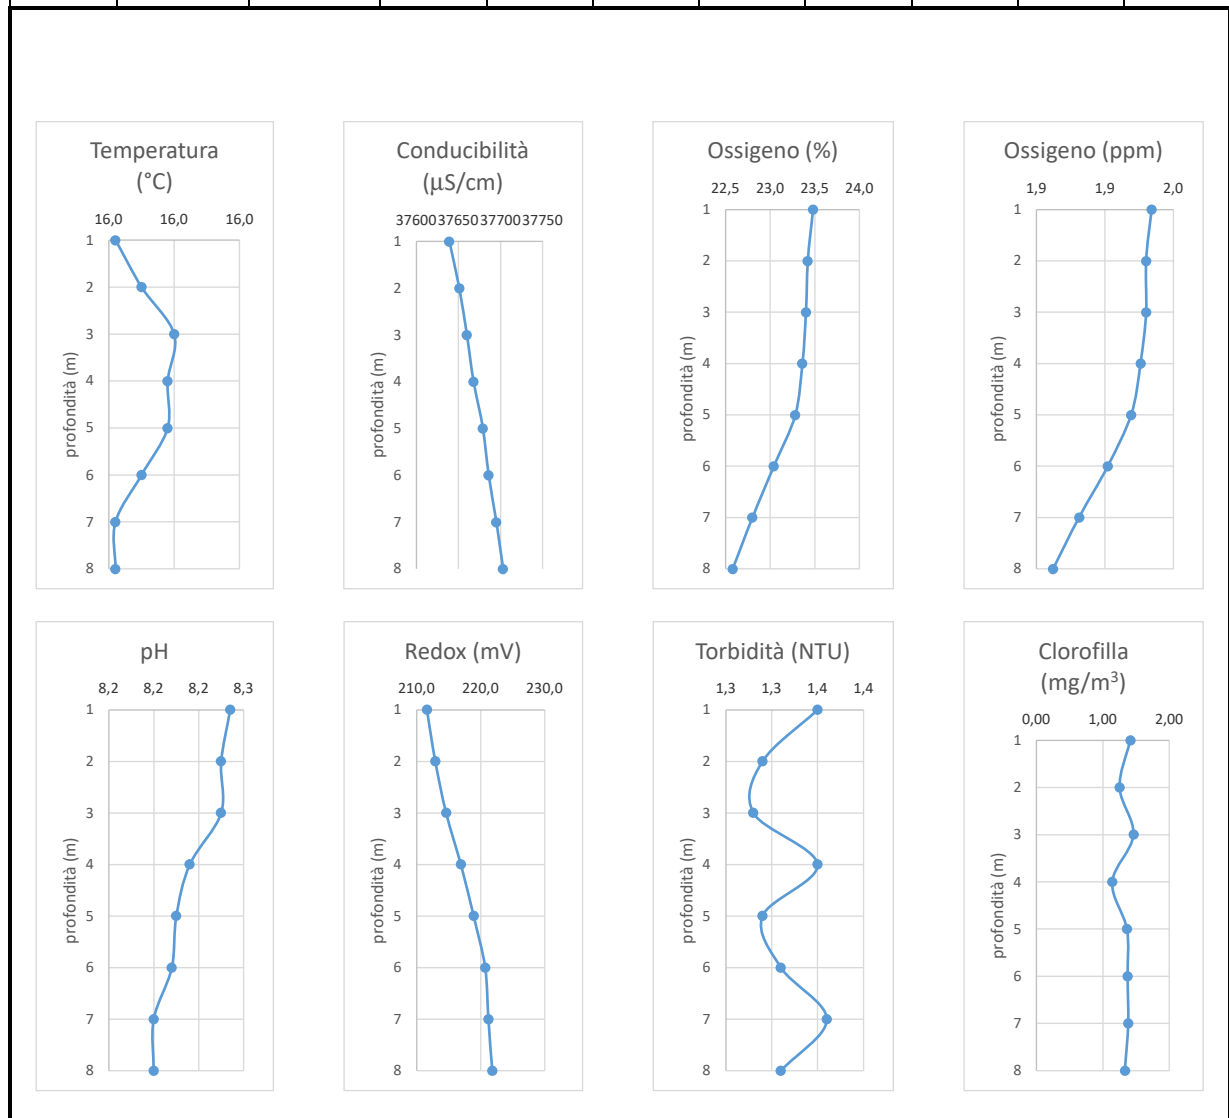 Temperatura
(°C)
16,0 16,0 16,0
1
2
3
4
5
6
7
8
profondità (m)
Conducibilità
(µS/cm)
37600 37650 37700 37750
1
2
3
4
5
6
7
8
profondità (m)
Ossigeno (%)
22,5 23,0 23,5 24,0
1
2
3
4
5
6
7
8
profondità (m)
Ossigeno (ppm)
1,9 1,9 2,0
1
2
3
4
5
6
7
8
profondità (m)
pH
8,2 8,2 8,2 8,3
1
2
3
4
5
6
7
8
profondità (m)
Redox (mV)
210,0 220,0 230,0
1
2
3
4
5
6
7
8
profondità (m)
Torbidità (NTU)
1,3 1,3 1,4 1,4
1
2
3
4
5
6
7
8
profondità (m)
Clorofilla
(mg/m³)
0,00 1,00 2,00
1
2
3
4
5
6
7
8
profondità (m)